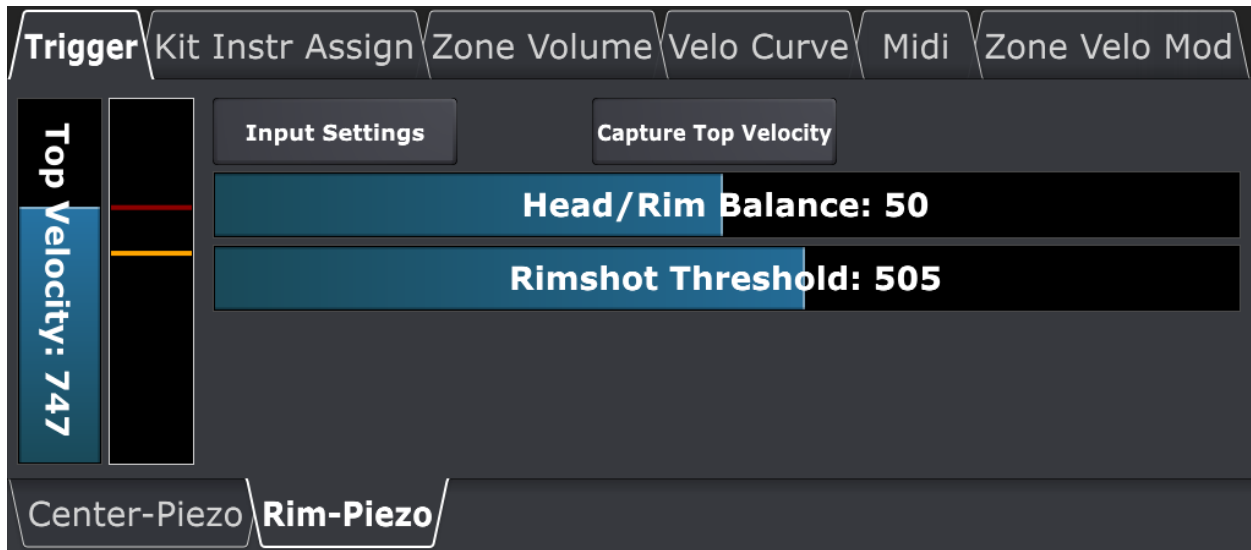 Trigger Kit Instr Assign Zone Volume Velo Curve Midi Zone Velo Mod
Top Velocity: 747
Input Settings Capture Top Velocity
Head/Rim Balance: 50
Rimshot Threshold: 505
Center-Piezo Rim-Piezo